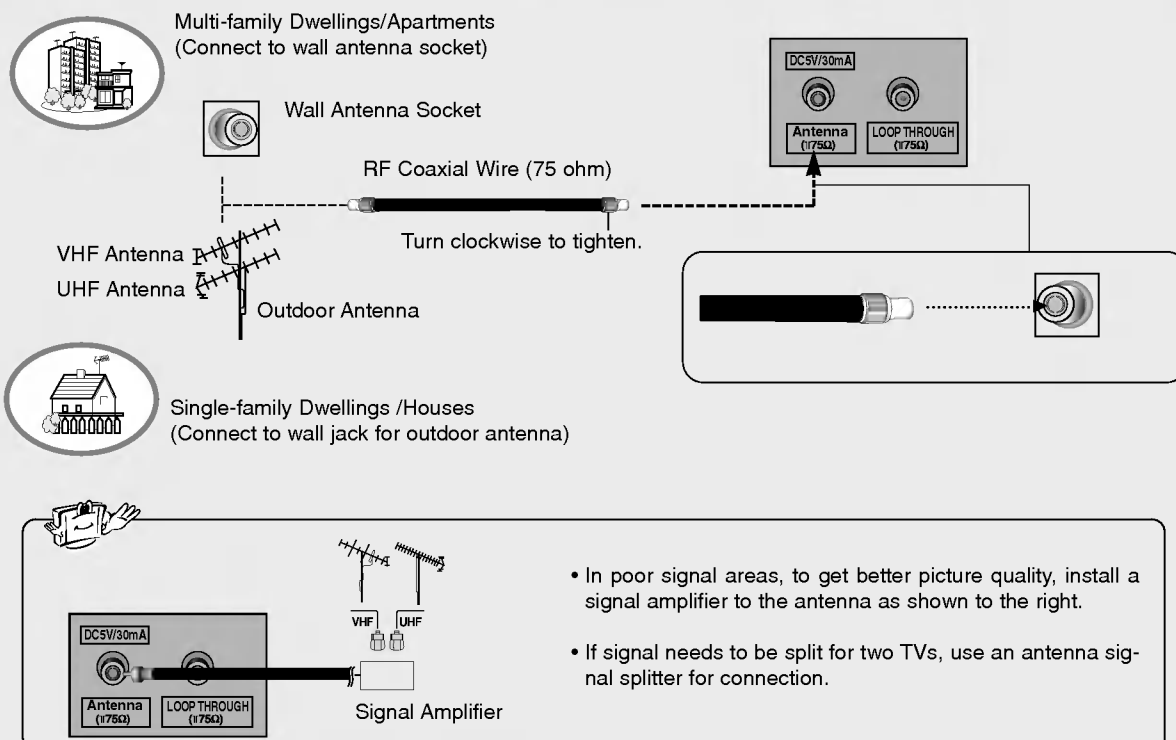 Multi-family Dwellings/Apartments
(Connect to wall antenna socket)
Wall Antenna Socket
RF Coaxial Wire (75 ohm)
Turn clockwise to tighten.
VHF Antenna
UHF Antenna
Outdoor Antenna
DC5V/30mA
Antenna
(π75Ω)
LOOP THROUGH
(π75Ω)
Single-family Dwellings /Houses
(Connect to wall jack for outdoor antenna)
VHF
UHF
DC5V/30mA
Antenna
(π75Ω)
LOOP THROUGH
(π75Ω)
Signal Amplifier
• In poor signal areas, to get better picture quality, install a
signal amplifier to the antenna as shown to the right.
• If signal needs to be split for two TVs, use an antenna sig-
nal splitter for connection.